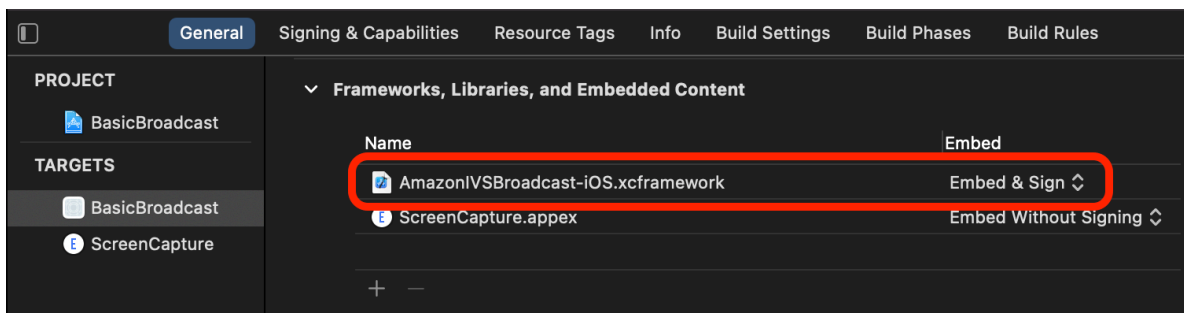 General Signing & Capabilities Resource Tags Info Build Settings Build Phases Build Rules
PROJECT
BasicBroadcast
TARGETS
BasicBroadcast
E ScreenCapture
Frameworks, Libraries, and Embedded Content
Name Embed
AmazonIVSBroadcast-iOS.xcframework Embed & Sign
E ScreenCapture.appex Embed Without Signing